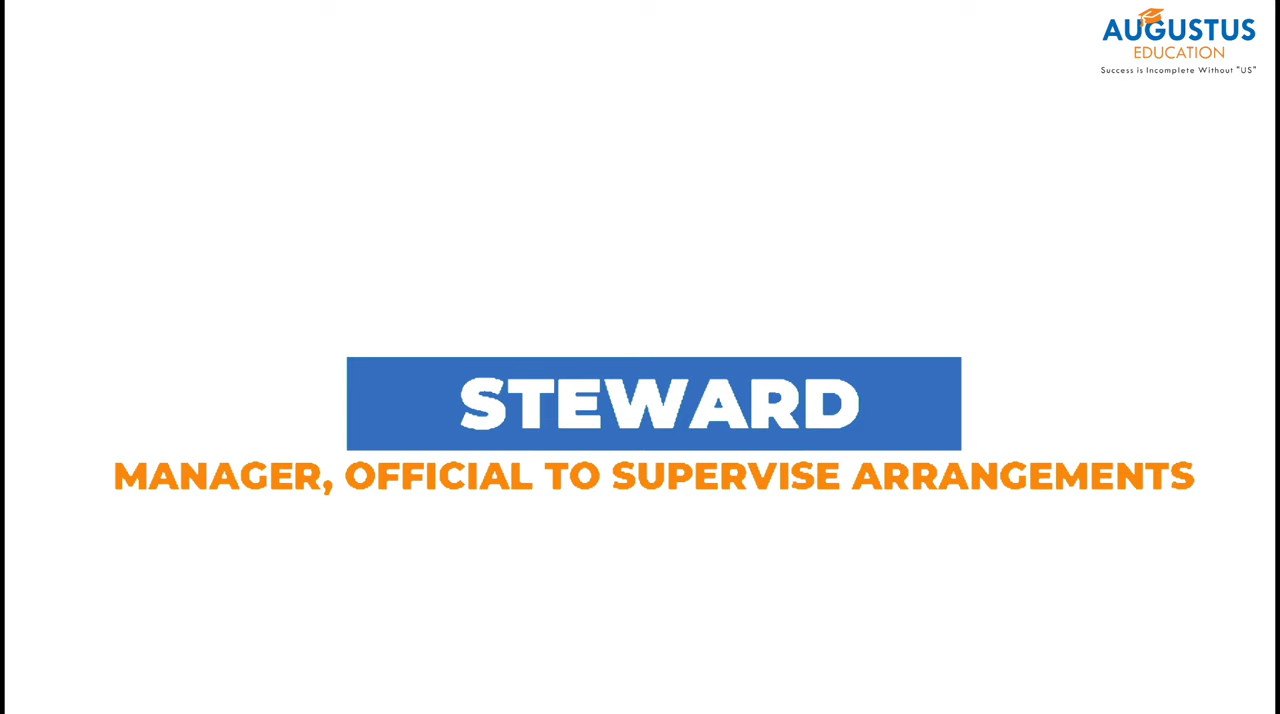 AUGUSTUS
EDUCATION
Success is Incomplete Without "US"
STEWARD
MANAGER, OFFICIAL TO SUPERVISE ARRANGEMENTS